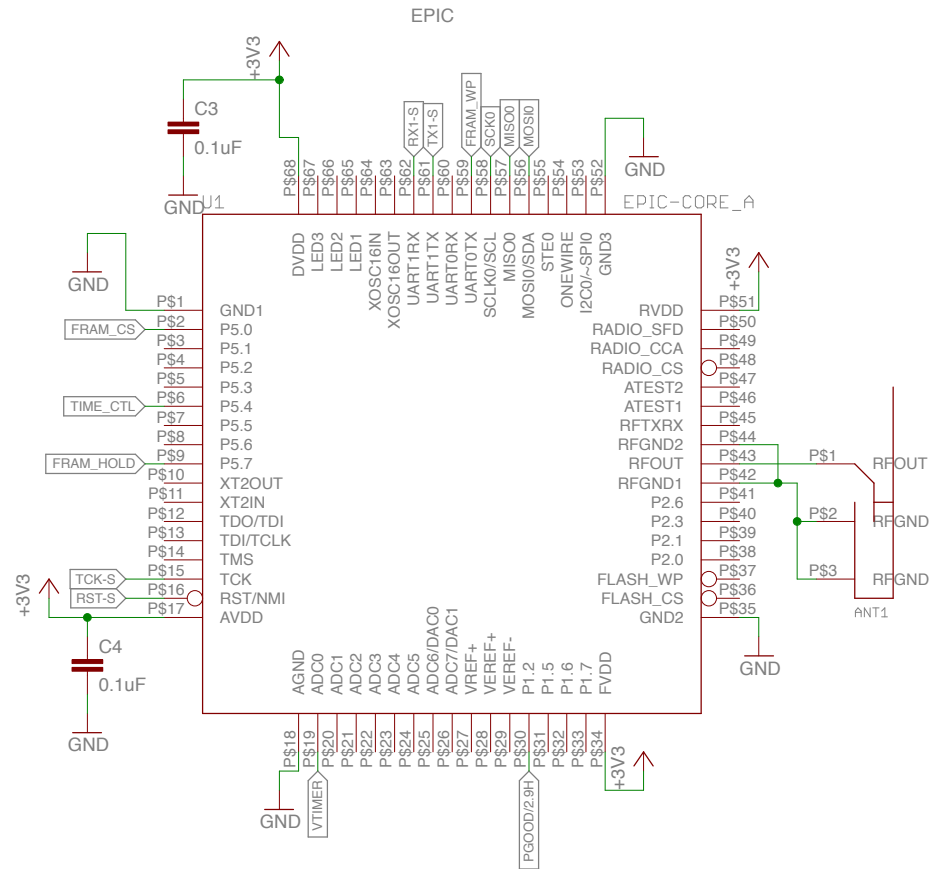 EPIC
+3V3
C3
0.1uF
GND
RX1-S
TX1-S
FRAM_WP
SCK0
MISO0
MOSI0
GND
P$68
P$67
P$66
P$65
P$64
P$63
P$62
P$61
P$60
P$59
P$58
P$57
P$56
P$55
P$54
P$53
P$52
U1
EPIC-CORE_A
DVDD
LED3
LED2
LED1
XOSC16IN
XOSC16OUT
UART1RX
UART1TX
UART0RX
UART0TX
SCLK0/SCL
MISO0
MOSI0/SDA
STE0
ONEWIRE
I2C0/~SPI0
GND3
GND
P$1 GND1
FRAM_CS P$2 P5.0
P$3 P5.1
P$4 P5.2
P$5 P5.3
TIME_CTL P$6 P5.4
P$7 P5.5
P$8 P5.6
FRAM_HOLD P$9 P5.7
P$10 XT2OUT
P$11 XT2IN
P$12 TDO/TDI
P$13 TDI/TCLK
P$14 TMS
TCK-S P$15 TCK
RST-S P$16 RST/NMI
P$17 AVDD
+3V3
C4
0.1uF
GND
+3V3
RVDD P$51
RADIO_SFD P$50
RADIO_CCA P$49
RADIO_CS P$48
ATEST2 P$47
ATEST1 P$46
RFTXRX P$45
RFGND2 P$44
RFOUT P$43
RFGND1 P$42
P2.6 P$41
P2.3 P$40
P2.1 P$39
P2.0 P$38
FLASH_WP P$37
FLASH_CS P$36
GND2 P$35
P$1 RFOUT
P$2 RFGND
P$3 RFGND
ANT1
GND
AGND
ADC0
ADC1
ADC2
ADC3
ADC4
ADC5
ADC6/DAC0
ADC7/DAC1
VREF+
VEREF+
VEREF-
P1.2
P1.5
P1.6
P1.7
FVDD
P$18
P$19
P$20
P$21
P$22
P$23
P$24
P$25
P$26
P$27
P$28
P$29
P$30
P$31
P$32
P$33
P$34
GND
VTIMER
PGOOD/2.9H
+3V3